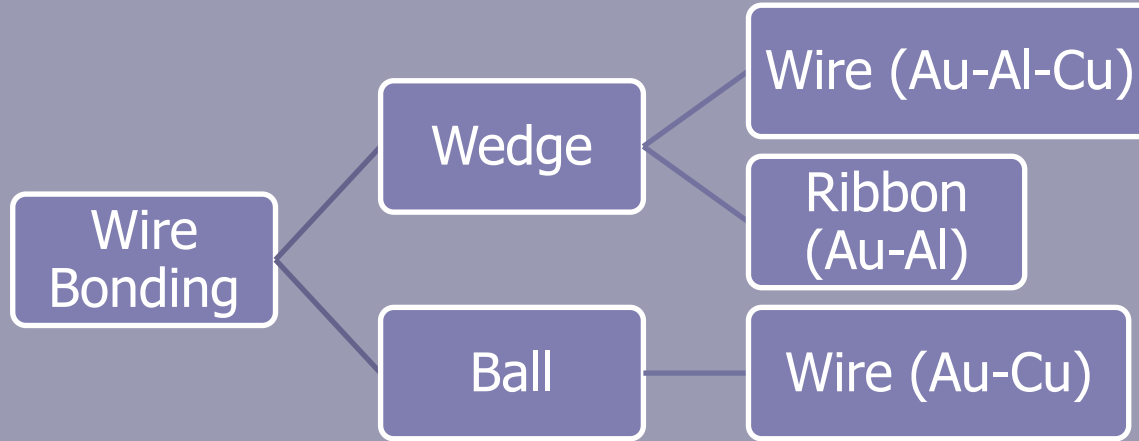 Wire
Bonding
Wedge
Wire (Au-Al-Cu)
Ribbon
(Au-Al)
Ball
Wire (Au-Cu)